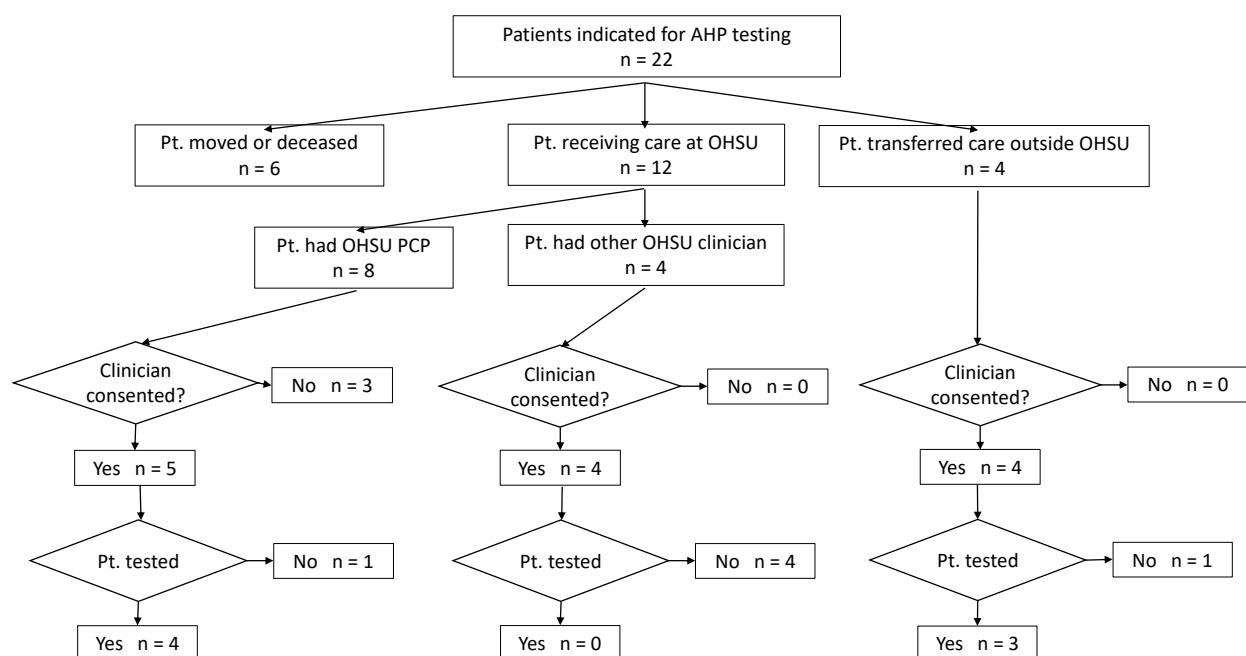 Patients indicated for AHP testing
n = 22
Pt. moved or deceased
n = 6
Pt. receiving care at OHSU
n = 12
Pt. transferred care outside OHSU
n = 4
Pt. had OHSU PCP
n = 8
Pt. had other OHSU clinician
n = 4
Clinician
consented?
No n = 3
Clinician
consented?
No n = 0
Clinician
consented?
No n = 0
Yes n = 5
Yes n = 4
Yes n = 4
Pt. tested
No n = 1
Pt. tested
No n = 4
Pt. tested
No n = 1
Yes n = 4
Yes n = 0
Yes n = 3